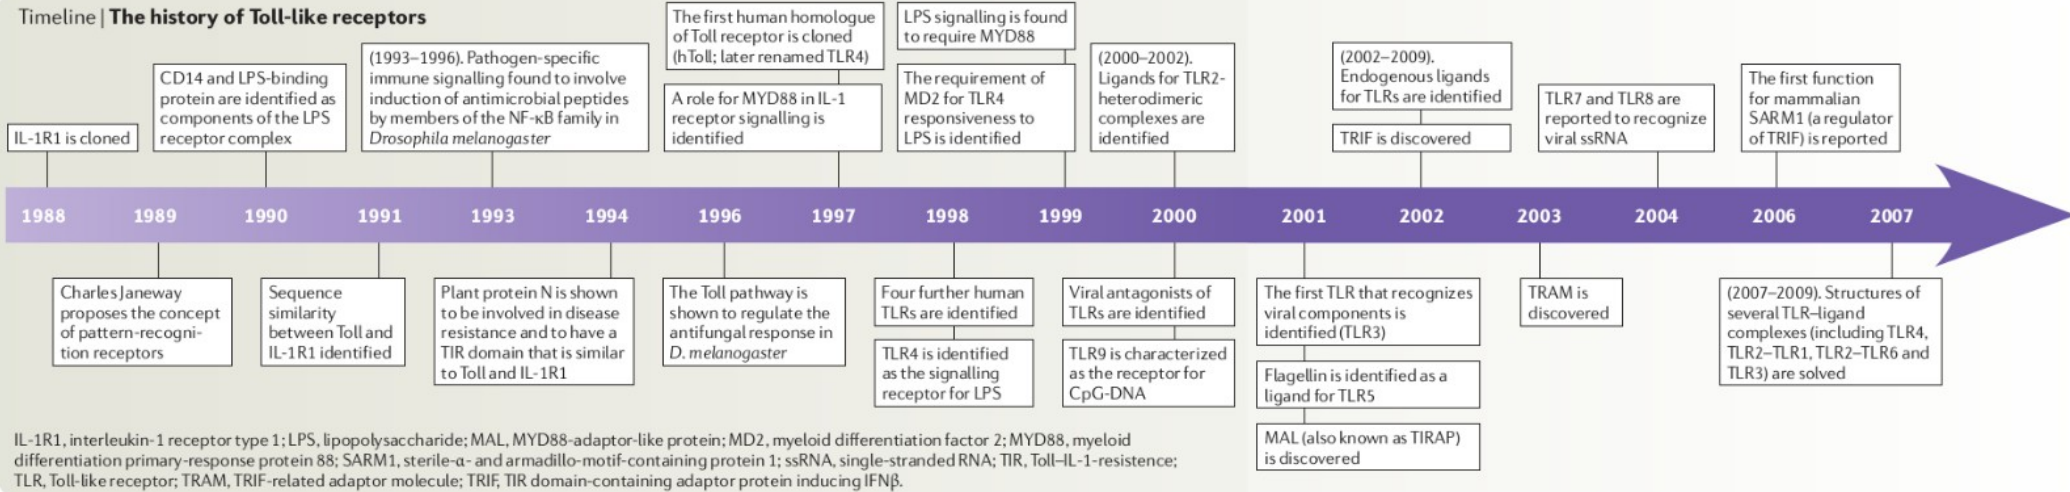 Timeline | The history of Toll-like receptors
IL-1R1 is cloned
CD14 and LPS-binding
protein are identified as
components of the LPS
receptor complex
(1993–1996). Pathogen-specific
immune signalling found to involve
induction of antimicrobial peptides
by members of the NF-κB family in
Drosophila melanogaster
The first human homologue
of Toll receptor is cloned
(hToll; later renamed TLR4)
A role for MYD88 in IL-1
receptor signalling is
identified
LPS signalling is found
to require MYD88
The requirement of
MD2 for TLR4
responsiveness to
LPS is identified
(2000–2002).
Ligands for TLR2-
heterodimeric
complexes are
identified
(2002–2009).
Endogenous ligands
for TLRs are identified
TRIF is discovered
TLR7 and TLR8 are
reported to recognize
viral ssRNA
The first function
for mammalian
SARM1 (a regulator
of TRIF) is reported
1988 1989 1990 1991 1993 1994 1996 1997 1998 1999 2000 2001 2002 2003 2004 2006 2007
Charles Janeway
proposes the concept
of pattern-recogni-
tion receptors
Sequence
similarity
between Toll and
IL-1R1 identified
Plant protein N is shown
to be involved in disease
resistance and to have a
TIR domain that is similar
to Toll and IL-1R1
The Toll pathway is
shown to regulate the
antifungal response in
D. melanogaster
Four further human
TLRs are identified
TLR4 is identified
as the signalling
receptor for LPS
Viral antagonists of
TLRs are identified
TLR9 is characterized
as the receptor for
CpG-DNA
The first TLR that recognizes
viral components is
identified (TLR3)
Flagellin is identified as a
ligand for TLR5
MAL (also known as TIRAP)
is discovered
TRAM is
discovered
(2007–2009). Structures of
several TLR–ligand
complexes (including TLR4,
TLR2–TLR1, TLR2–TLR6 and
TLR3) are solved
IL-1R1, interleukin-1 receptor type 1; LPS, lipopolysaccharide; MAL, MYD88-adaptor-like protein; MD2, myeloid differentiation factor 2; MYD88, myeloid
differentiation primary-response protein 88; SARM1, sterile-α- and armadillo-motif-containing protein 1; ssRNA, single-stranded RNA; TIR, Toll–IL-1-resistence;
TLR, Toll-like receptor; TRAM, TRIF-related adaptor molecule; TRIF, TIR domain-containing adaptor protein inducing IFNβ.